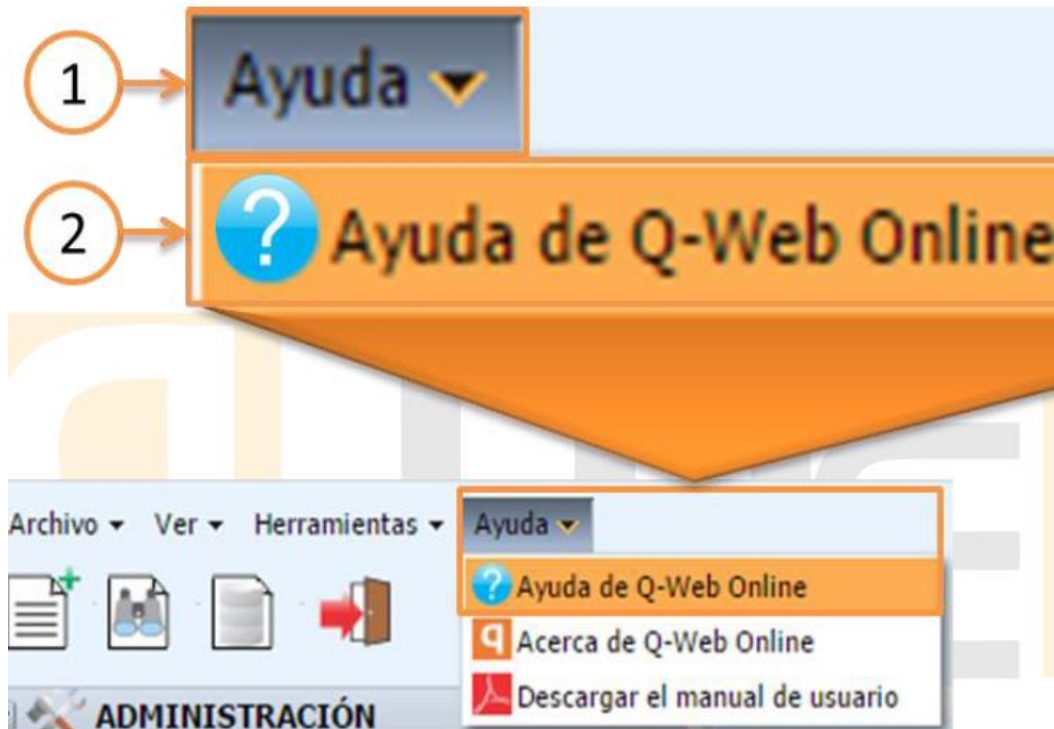 1 Ayuda
2 ? Ayuda de Q-Web Online
Archivo Ver Herramientas Ayuda
? Ayuda de Q-Web Online
q Acerca de Q-Web Online
Descargar el manual de usuario
ADMINISTRACIÓN